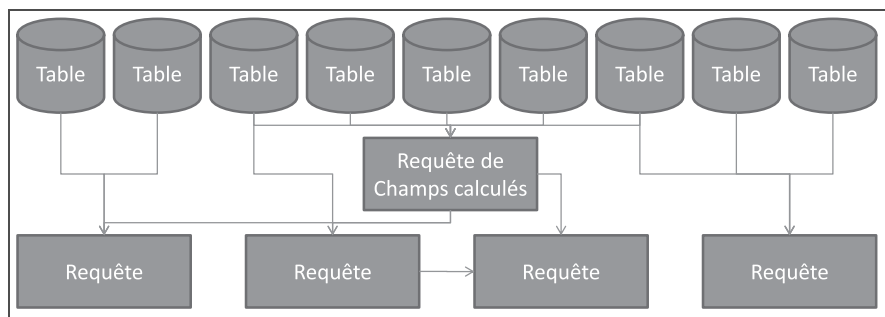 Table
Table
Table
Table
Table
Table
Table
Table
Table
Requête de
Champs calculés
Requête
Requête
Requête
Requête